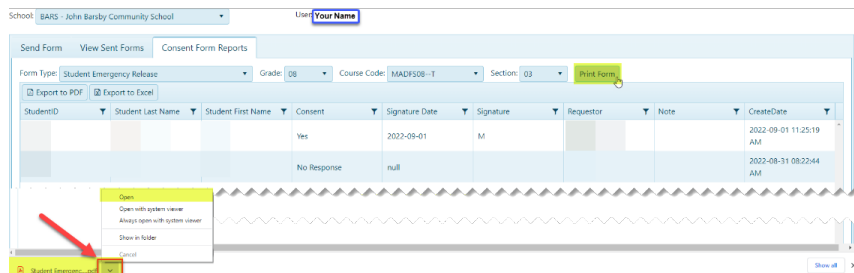 School: BARS - John Barsby Community School User: Your Name
Send Form View Sent Forms Consent Form Reports
Form Type: Student Emergency Release Grade: 08 Course Code: MADFS08--T Section: 03 Print Form
Export to PDF Export to Excel
StudentID Student Last Name Student First Name Consent Signature Date Signature Requestor Note CreateDate
Yes 2022-09-01 M 2022-09-01 11:25:19 AM
No Response null 2022-08-31 08:22:44 AM
Open
Open with system viewer
Always open with system viewer
Show in folder
Cancel
Student Emergenc....pdf Show all